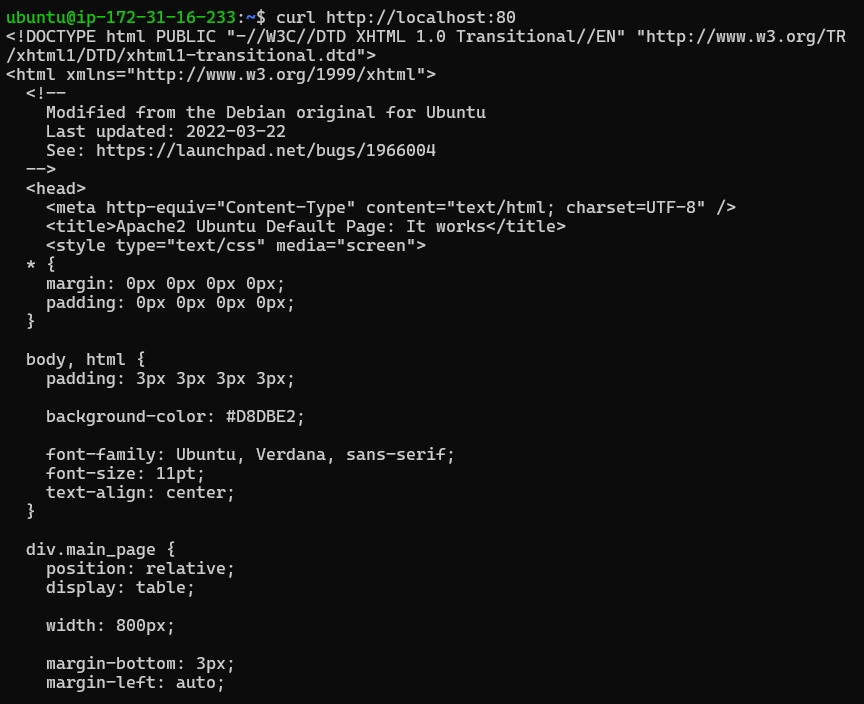 ubuntu@ip-172-31-16-233:~$ curl http://localhost:80
<!DOCTYPE html PUBLIC "-//W3C//DTD XHTML 1.0 Transitional//EN" "http://www.w3.org/TR
/xhtml1/DTD/xhtml1-transitional.dtd">
<html xmlns="http://www.w3.org/1999/xhtml">
  <!--
    Modified from the Debian original for Ubuntu
    Last updated: 2022-03-22
    See: https://launchpad.net/bugs/1966004
  -->
  <head>
    <meta http-equiv="Content-Type" content="text/html; charset=UTF-8" />
    <title>Apache2 Ubuntu Default Page: It works</title>
    <style type="text/css" media="screen">
  * {
    margin: 0px 0px 0px 0px;
    padding: 0px 0px 0px 0px;
  }

  body, html {
    padding: 3px 3px 3px 3px;

    background-color: #D8DBE2;

    font-family: Ubuntu, Verdana, sans-serif;
    font-size: 11pt;
    text-align: center;
  }

  div.main_page {
    position: relative;
    display: table;

    width: 800px;

    margin-bottom: 3px;
    margin-left: auto;